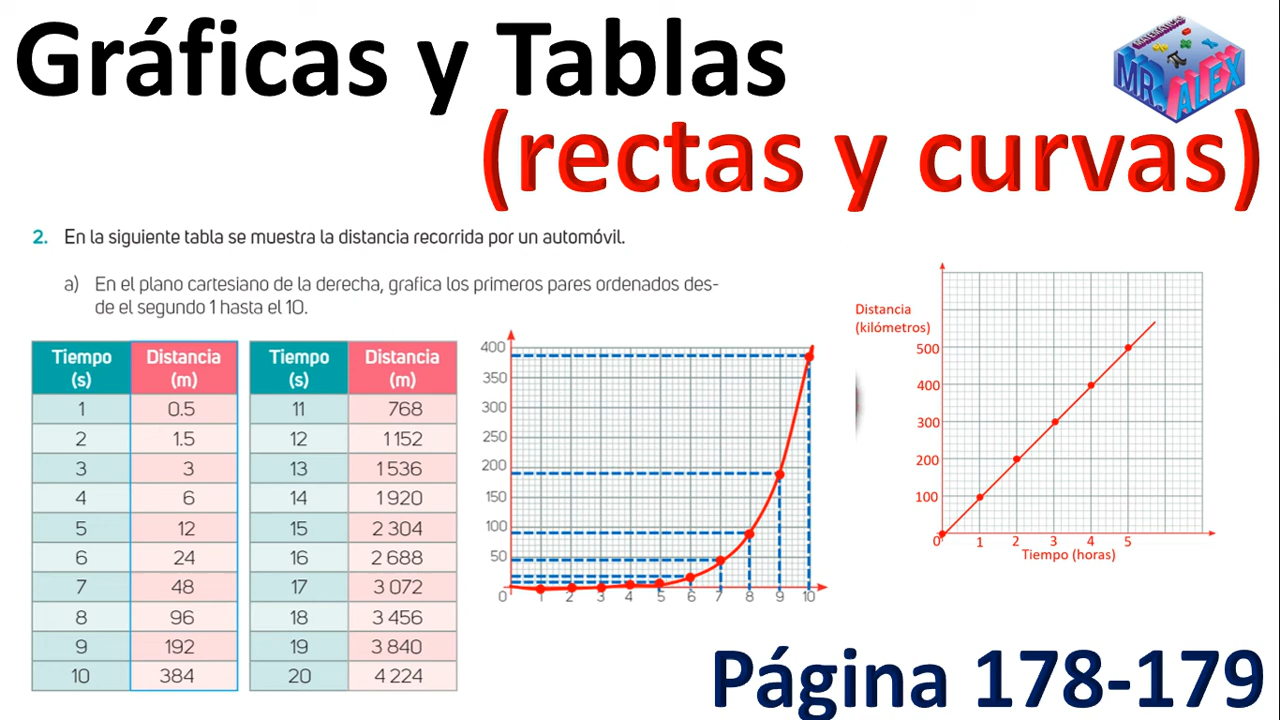 Gráficas y Tablas
(rectas y curvas)
MATEMÁTICAS
MR. ALEX
2. En la siguiente tabla se muestra la distancia recorrida por un automóvil.
a) En el plano cartesiano de la derecha, grafica los primeros pares ordenados des-
de el segundo 1 hasta el 10.
Tiempo (s) Distancia (m) Tiempo (s) Distancia (m)
1 0.5 11 768
2 1.5 12 1 152
3 3 13 1 536
4 6 14 1 920
5 12 15 2 304
6 24 16 2 688
7 48 17 3 072
8 96 18 3 456
9 192 19 3 840
10 384 20 4 224
400
350
300
250
200
150
100
50
0 1 2 3 4 5 6 7 8 9 10
Distancia
(kilómetros)
500
400
300
200
100
0 1 2 3 4 5
Tiempo (horas)
Página 178-179